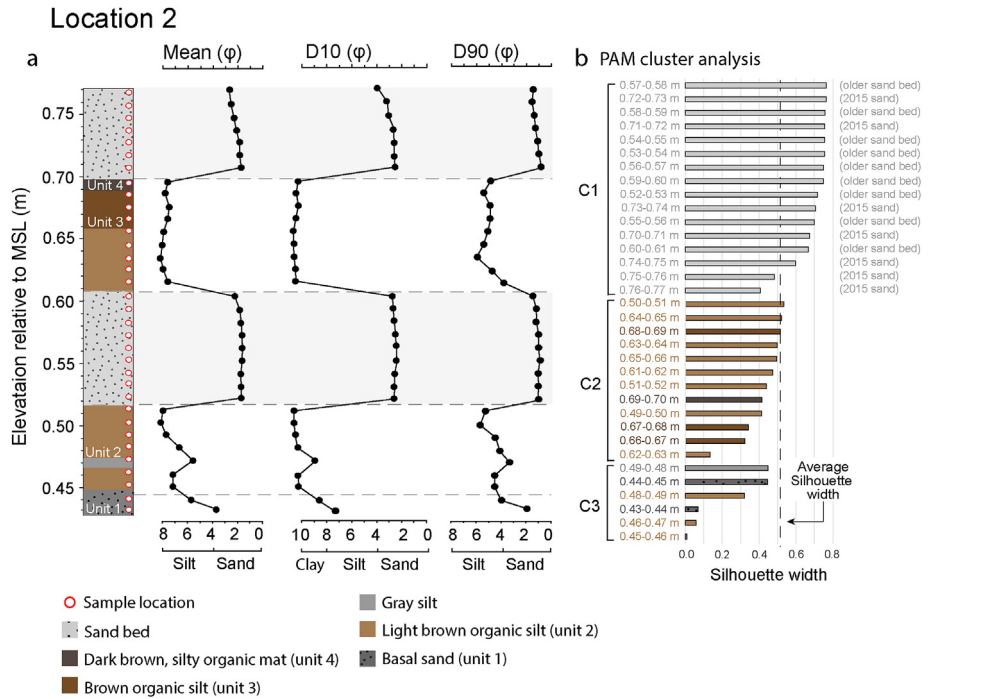 Location 2
a
Mean (φ)
D10 (φ)
D90 (φ)
b PAM cluster analysis
Elevataion relative to MSL (m)
0.75
0.70
0.65
0.60
0.55
0.50
0.45
Unit 4
Unit 3
Unit 2
Unit 1
8 6 4 2 0
Silt Sand
10 8 6 4 2 0
Clay Silt Sand
8 6 4 2 0
Silt Sand
C1
0.57-0.58 m (older sand bed)
0.72-0.73 m (2015 sand)
0.58-0.59 m (older sand bed)
0.71-0.72 m (2015 sand)
0.54-0.55 m (older sand bed)
0.53-0.54 m (older sand bed)
0.56-0.57 m (older sand bed)
0.59-0.60 m (older sand bed)
0.52-0.53 m (older sand bed)
0.73-0.74 m (2015 sand)
0.55-0.56 m (older sand bed)
0.70-0.71 m (2015 sand)
0.60-0.61 m (older sand bed)
0.74-0.75 m (2015 sand)
0.75-0.76 m (2015 sand)
0.76-0.77 m (2015 sand)
C2
0.50-0.51 m
0.64-0.65 m
0.68-0.69 m
0.63-0.64 m
0.65-0.66 m
0.61-0.62 m
0.51-0.52 m
0.69-0.70 m
0.49-0.50 m
0.67-0.68 m
0.66-0.67 m
0.62-0.63 m
C3
0.49-0.48 m
0.44-0.45 m
0.48-0.49 m
0.43-0.44 m
0.46-0.47 m
0.45-0.46 m
Average
Silhouette
width
0.0 0.2 0.4 0.6 0.8
Silhouette width
Sample location
Sand bed
Dark brown, silty organic mat (unit 4)
Brown organic silt (unit 3)
Gray silt
Light brown organic silt (unit 2)
Basal sand (unit 1)